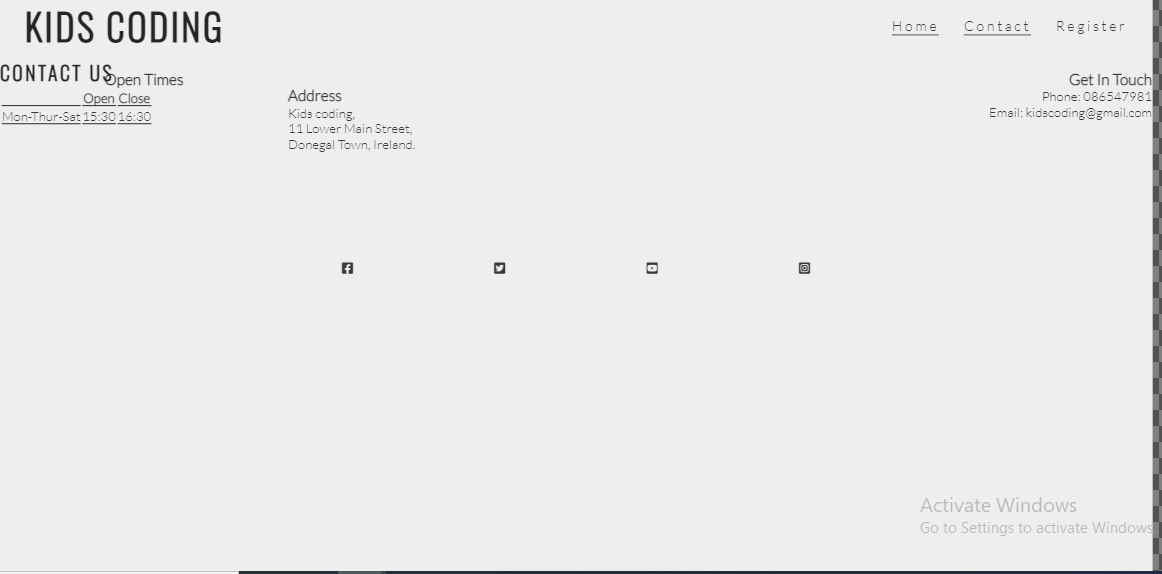 KIDS CODING
Home Contact Register
CONTACT US
Open Times
Open Close
Mon-Thur-Sat 15:30 16:30
Address
Kids coding,
11 Lower Main Street,
Donegal Town, Ireland.
Get In Touch
Phone: 086547981
Email: kidscoding@gmail.com
Activate Windows
Go to Settings to activate Windows